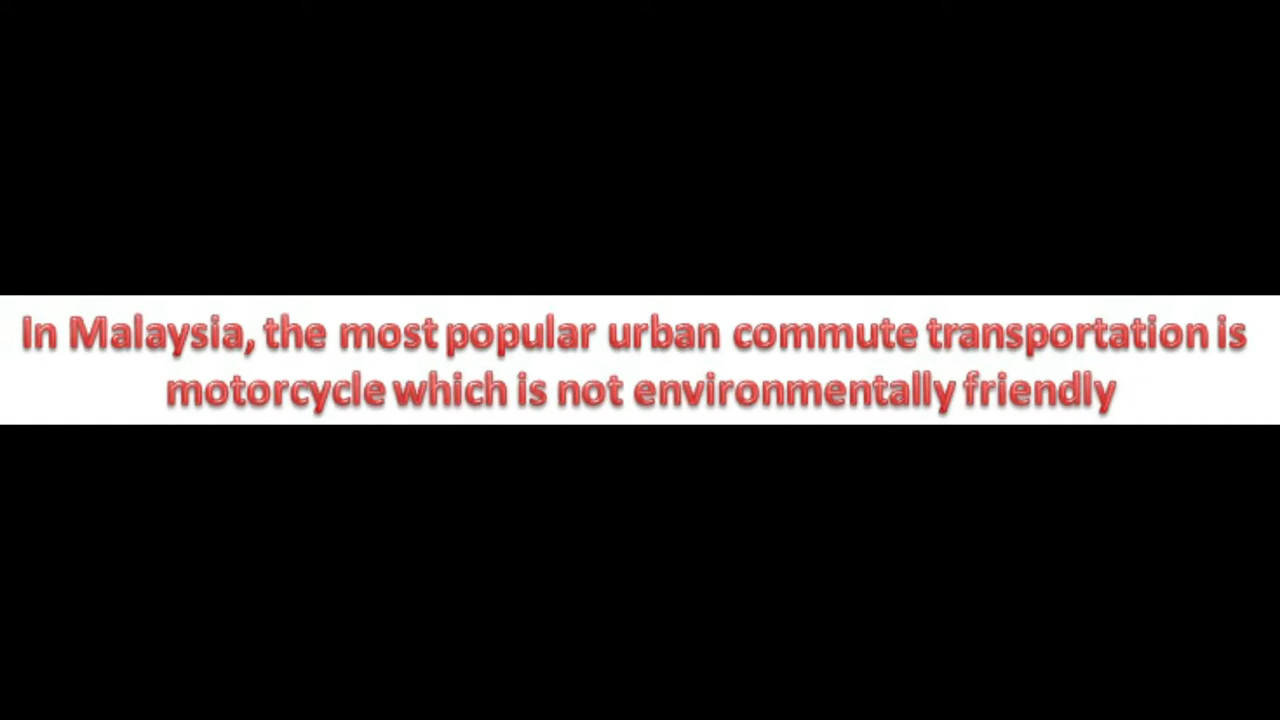 In Malaysia, the most popular urban commute transportation is
motorcycle which is not environmentally friendly